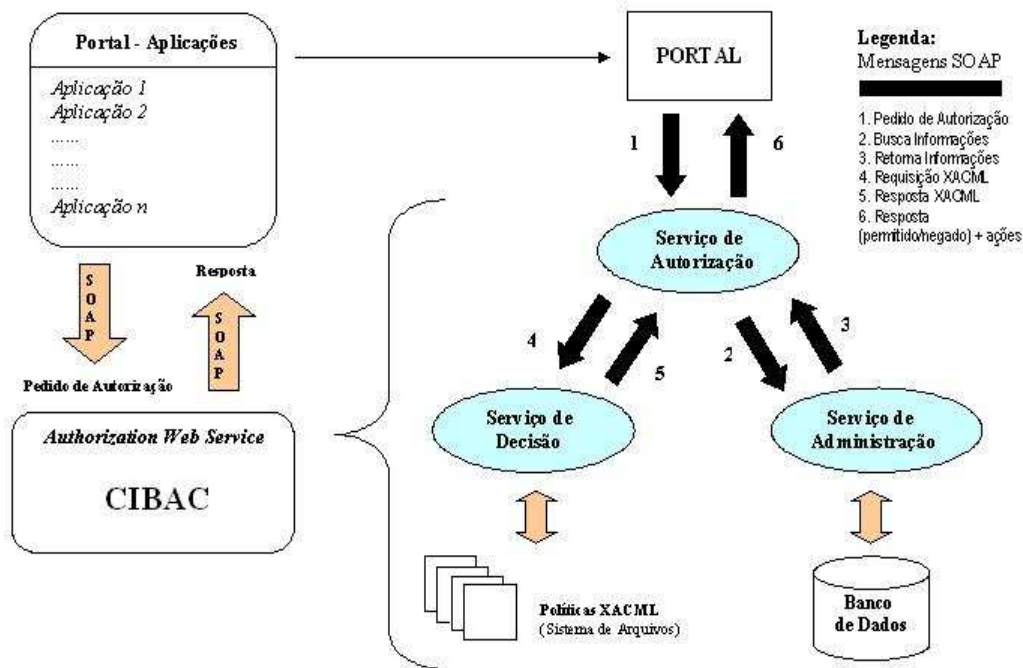 Portal - Aplicações
Aplicação 1
Aplicação 2
......
......
......
Aplicação n
SOAP
Resposta
SOAP
Pedido de Autorização
Authorization Web Service
CIBAC
PORTAL
1
6
Serviço de
Autorização
4
5
2
3
Serviço de
Decisão
Serviço de
Administração
Políticas XACML
(Sistema de Arquivos)
Banco
de Dados
Legenda:
Mensagens SOAP
1. Pedido de Autorização
2. Busca Informações
3. Retorna Informações
4. Requisição XACML
5. Resposta XACML
6. Resposta
(permitido/negado) + ações